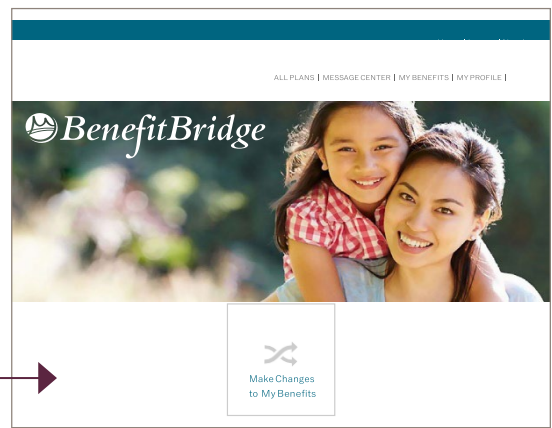 ALL PLANS | MESSAGE CENTER | MY BENEFITS | MY PROFILE |
BenefitBridge
Make Changes
to My Benefits